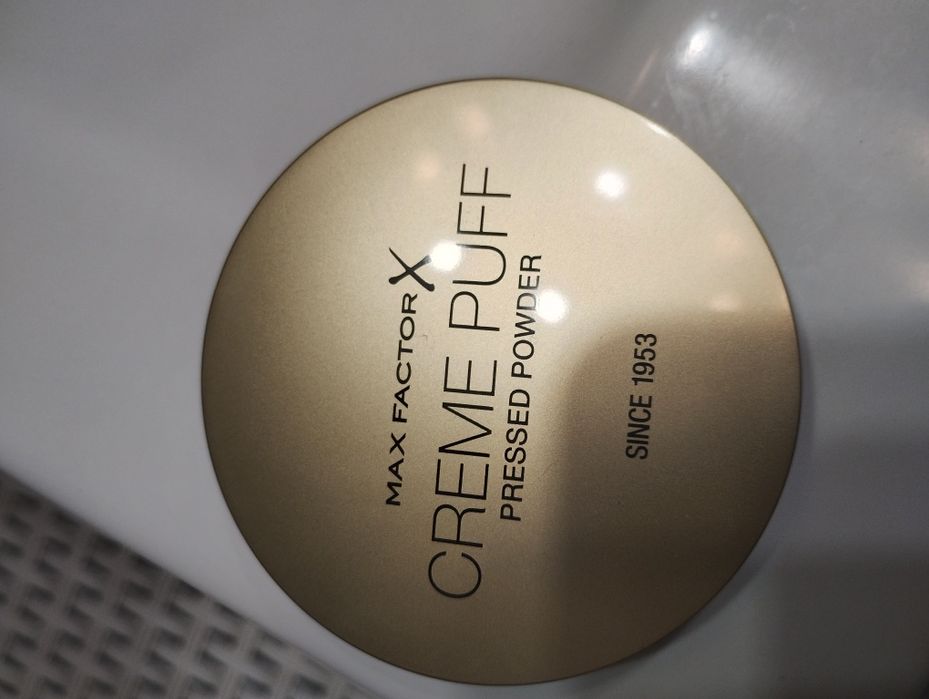 MAX FACTOR X
CREME PUFF
PRESSED POWDER
SINCE 1953